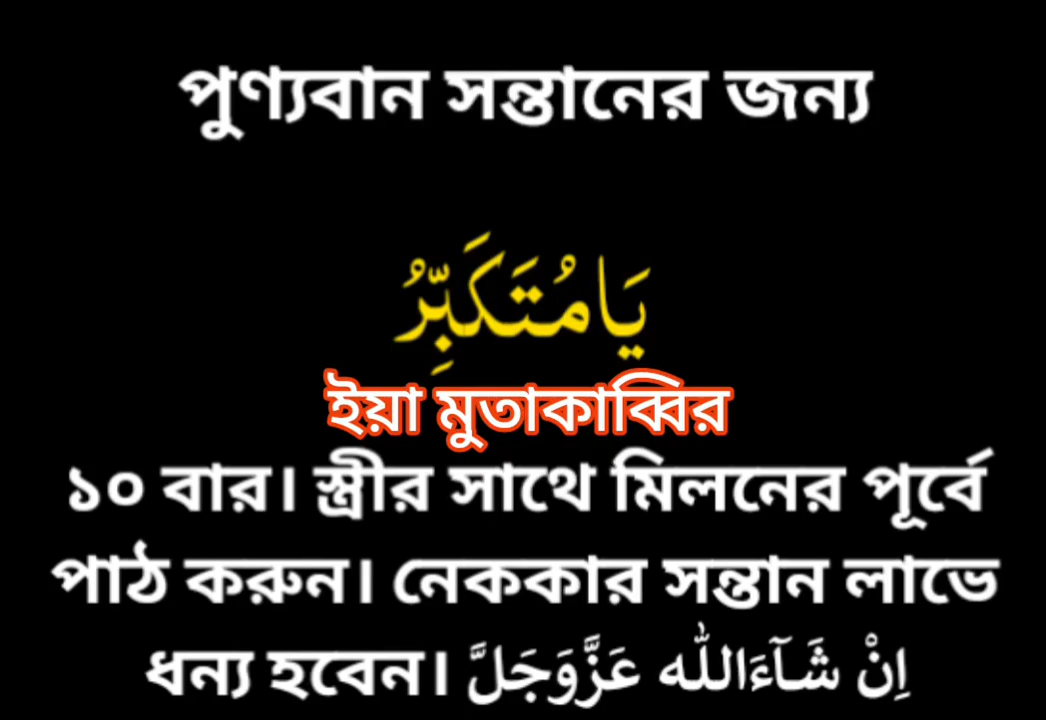 পুণ্যবান সন্তানের জন্য
يَامُتَكَبِّرُ
ইয়া মুতাকাব্বির
১০ বার। স্ত্রীর সাথে মিলনের পূর্বে
পাঠ করুন। নেককার সন্তান লাভে
ধন্য হবেন। اِنْ شَآءَاللّٰه عَزَّوَجَلَّ